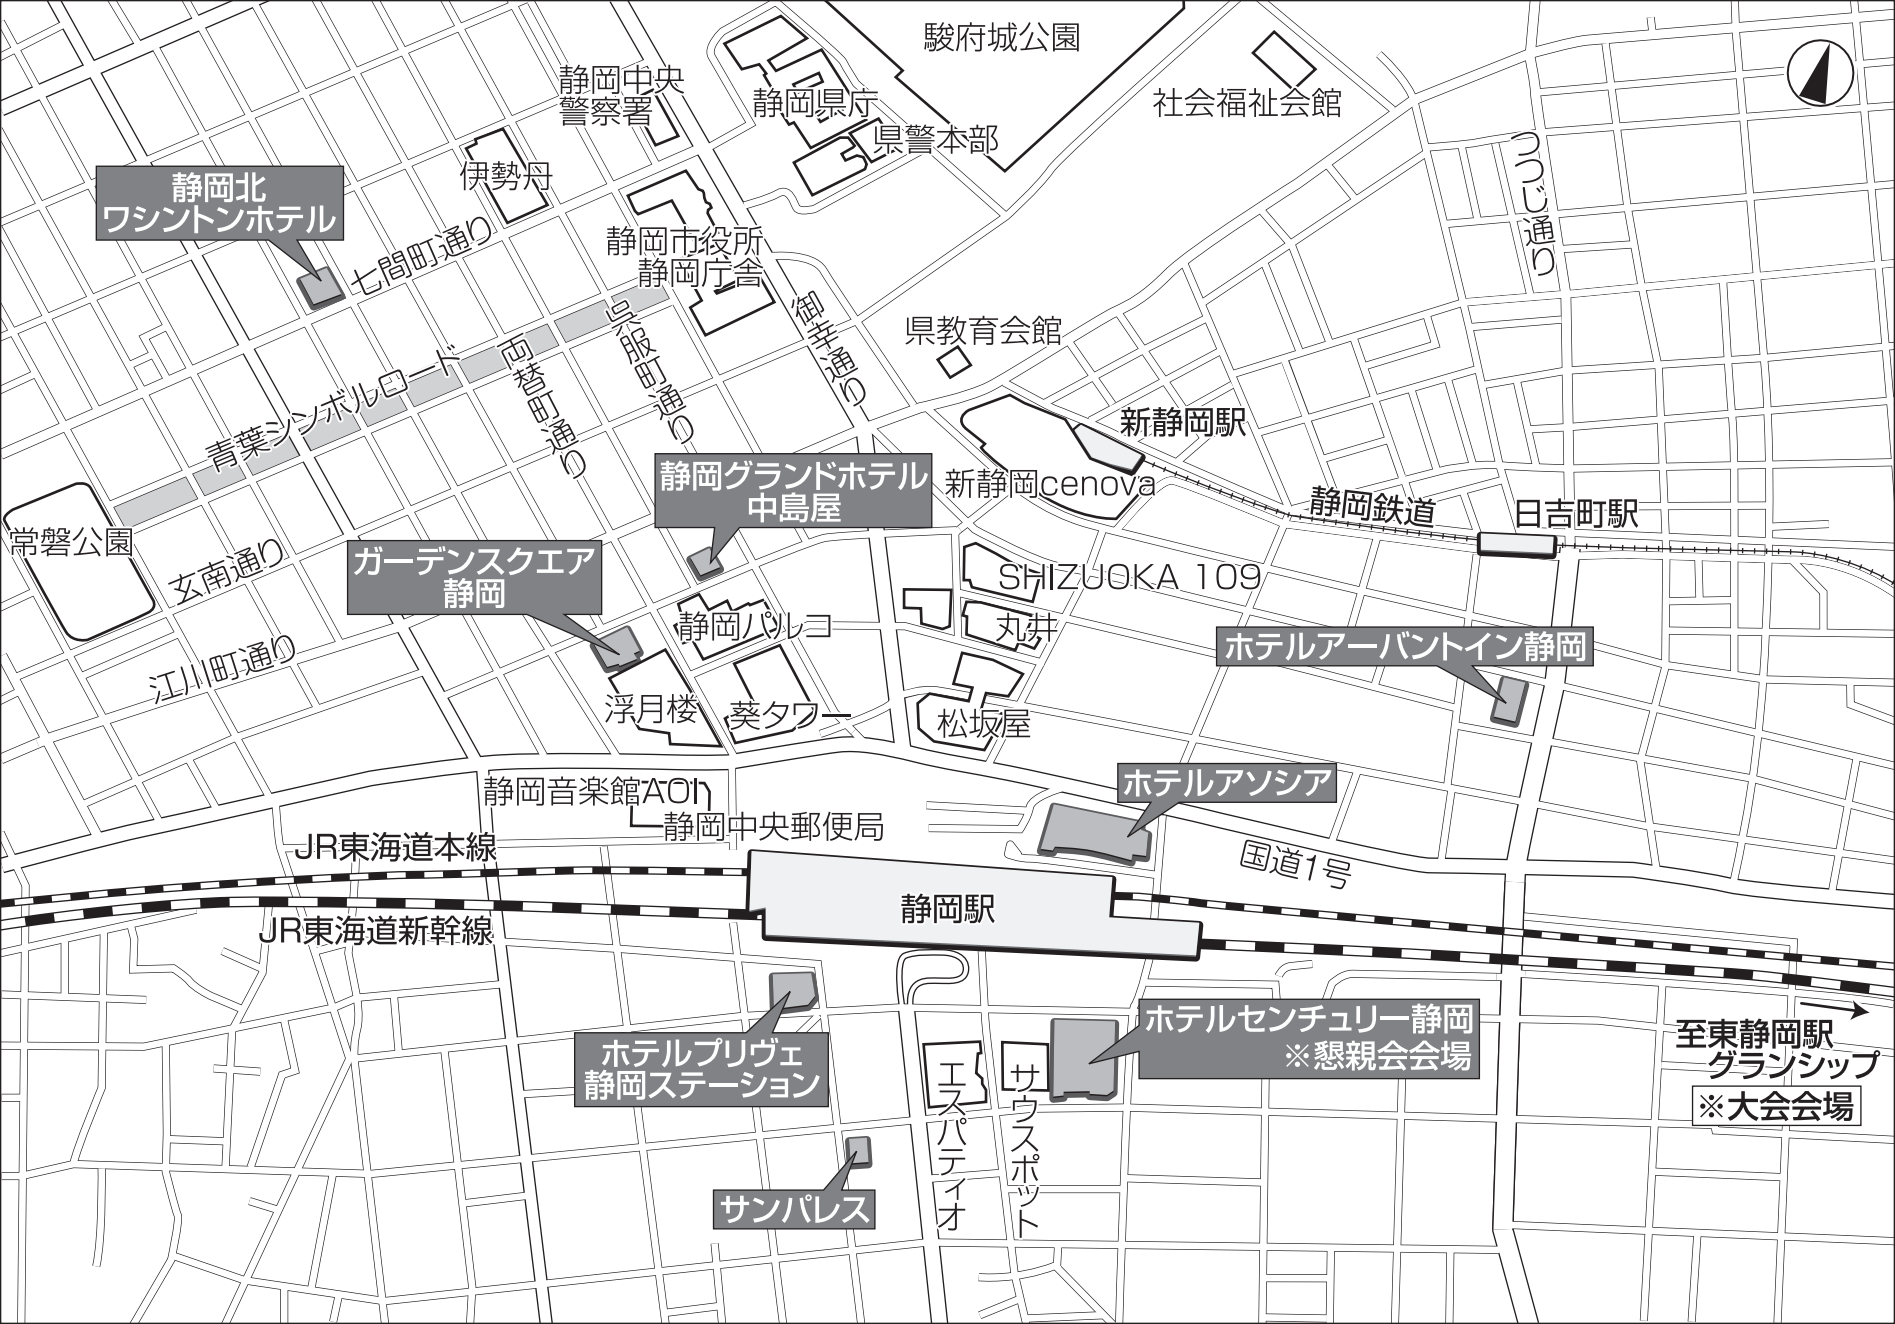 駿府城公園
静岡中央
警察署
静岡県庁
社会福祉会館
県警本部
つつじ通り
伊勢丹
静岡北
ワシントンホテル
七間町通り
静岡市役所
静岡庁舎
御幸通り
呉服町通り
両替町通り
県教育会館
青葉シンボルロード
新静岡駅
静岡グランドホテル
中島屋
新静岡cenova
静岡鉄道
日吉町駅
常磐公園
玄南通り
ガーデンスクエア
静岡
SHIZUOKA 109
静岡パルコ
丸井
ホテルアーバントイン静岡
江川町通り
浮月楼
葵タワー
松坂屋
ホテルアソシア
静岡音楽館AOI
静岡中央郵便局
JR東海道本線
国道1号
静岡駅
JR東海道新幹線
ホテルセンチュリー静岡
※懇親会会場
至東静岡駅
グランシップ
※大会会場
ホテルプリヴェ
静岡ステーション
エスパティオ
サウスポット
サンパレス